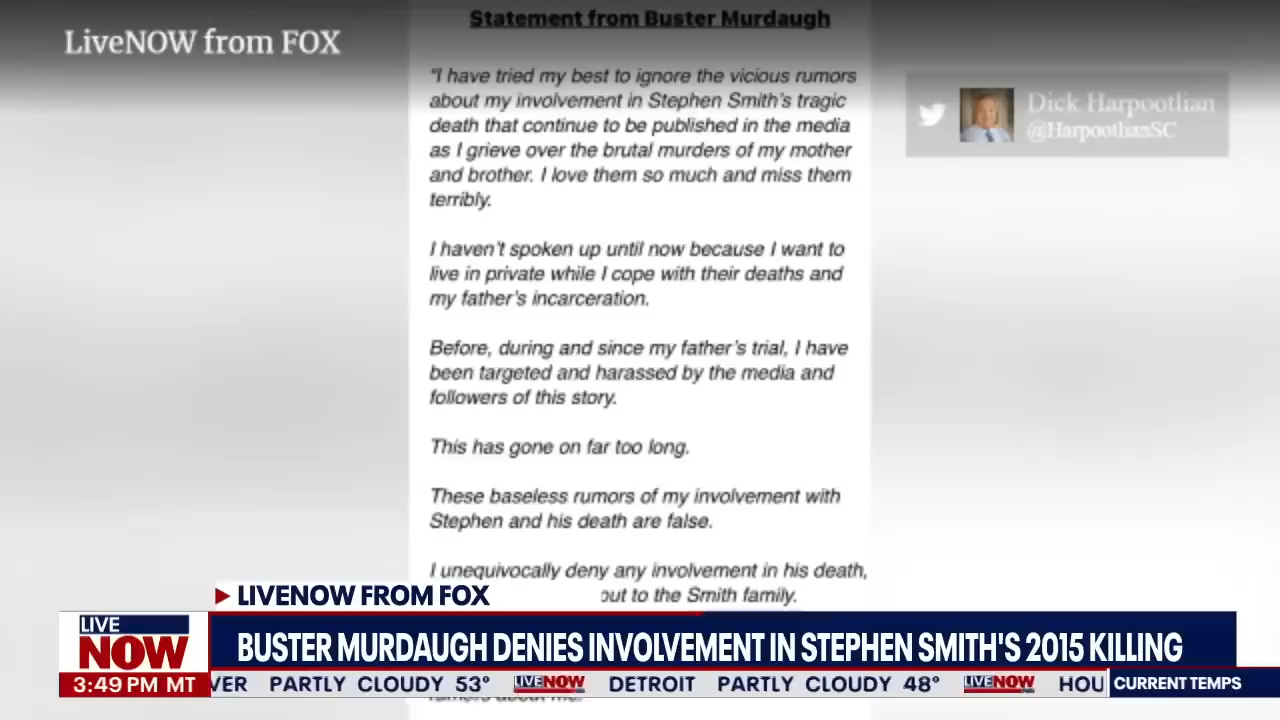 Statement from Buster Murdaugh
LiveNOW from FOX
"I have tried my best to ignore the vicious rumors
about my involvement in Stephen Smith's tragic
death that continue to be published in the media
as I grieve over the brutal murders of my mother
and brother. I love them so much and miss them
terribly.
Dick Harpootlian
@HarpootlianSC
I haven't spoken up until now because I want to
live in private while I cope with their deaths and
my father's incarceration.
Before, during and since my father's trial, I have
been targeted and harassed by the media and
followers of this story.
This has gone on far too long.
These baseless rumors of my involvement with
Stephen and his death are false.
I unequivocally deny any involvement in his death,
out to the Smith family.
LIVENOW FROM FOX
LIVE
NOW
BUSTER MURDAUGH DENIES INVOLVEMENT IN STEPHEN SMITH'S 2015 KILLING
3:49 PM MT
VER PARTLY CLOUDY 53° LIVENOW DETROIT PARTLY CLOUDY 48° LIVENOW HOU CURRENT TEMPS